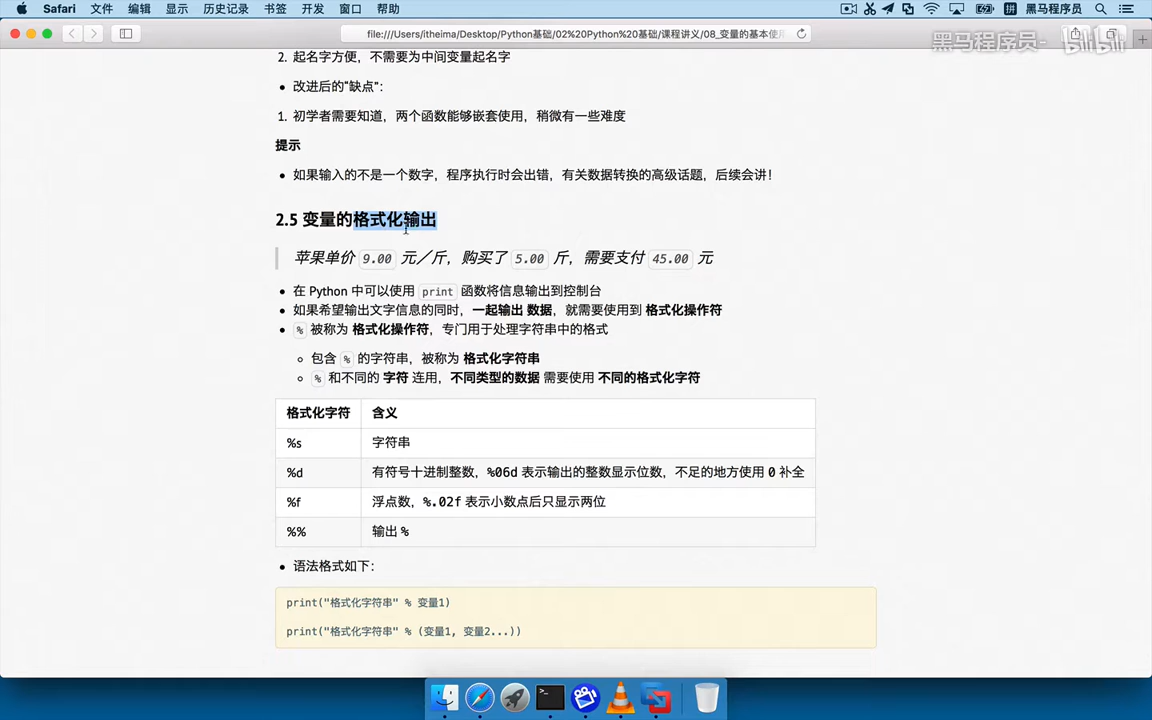 Safari 文件 编辑 显示 历史记录 书签 开发 窗口 帮助 黑马程序员
file:///Users/itheima/Desktop/Python基础/02%20Python%20基础/课程讲义/08_变量的基本使用
黑马程序员- bilibili
2. 起名字方便，不需要为中间变量起名字
• 改进后的“缺点”：
1. 初学者需要知道，两个函数能够嵌套使用，稍微有一些难度
提示
• 如果输入的不是一个数字，程序执行时会出错，有关数据转换的高级话题，后续会讲！
2.5 变量的格式化输出
苹果单价 9.00 元／斤，购买了 5.00 斤，需要支付 45.00 元
• 在 Python 中可以使用 print 函数将信息输出到控制台
• 如果希望输出文字信息的同时，一起输出 数据，就需要使用到 格式化操作符
• % 被称为 格式化操作符，专门用于处理字符串中的格式
◦ 包含 % 的字符串，被称为 格式化字符串
◦ % 和不同的 字符 连用，不同类型的数据 需要使用 不同的格式化字符
格式化字符 含义
%s 字符串
%d 有符号十进制整数，%06d 表示输出的整数显示位数，不足的地方使用 0 补全
%f 浮点数，%.02f 表示小数点后只显示两位
%% 输出 %
• 语法格式如下：
print("格式化字符串" % 变量1)
print("格式化字符串" % (变量1, 变量2...))